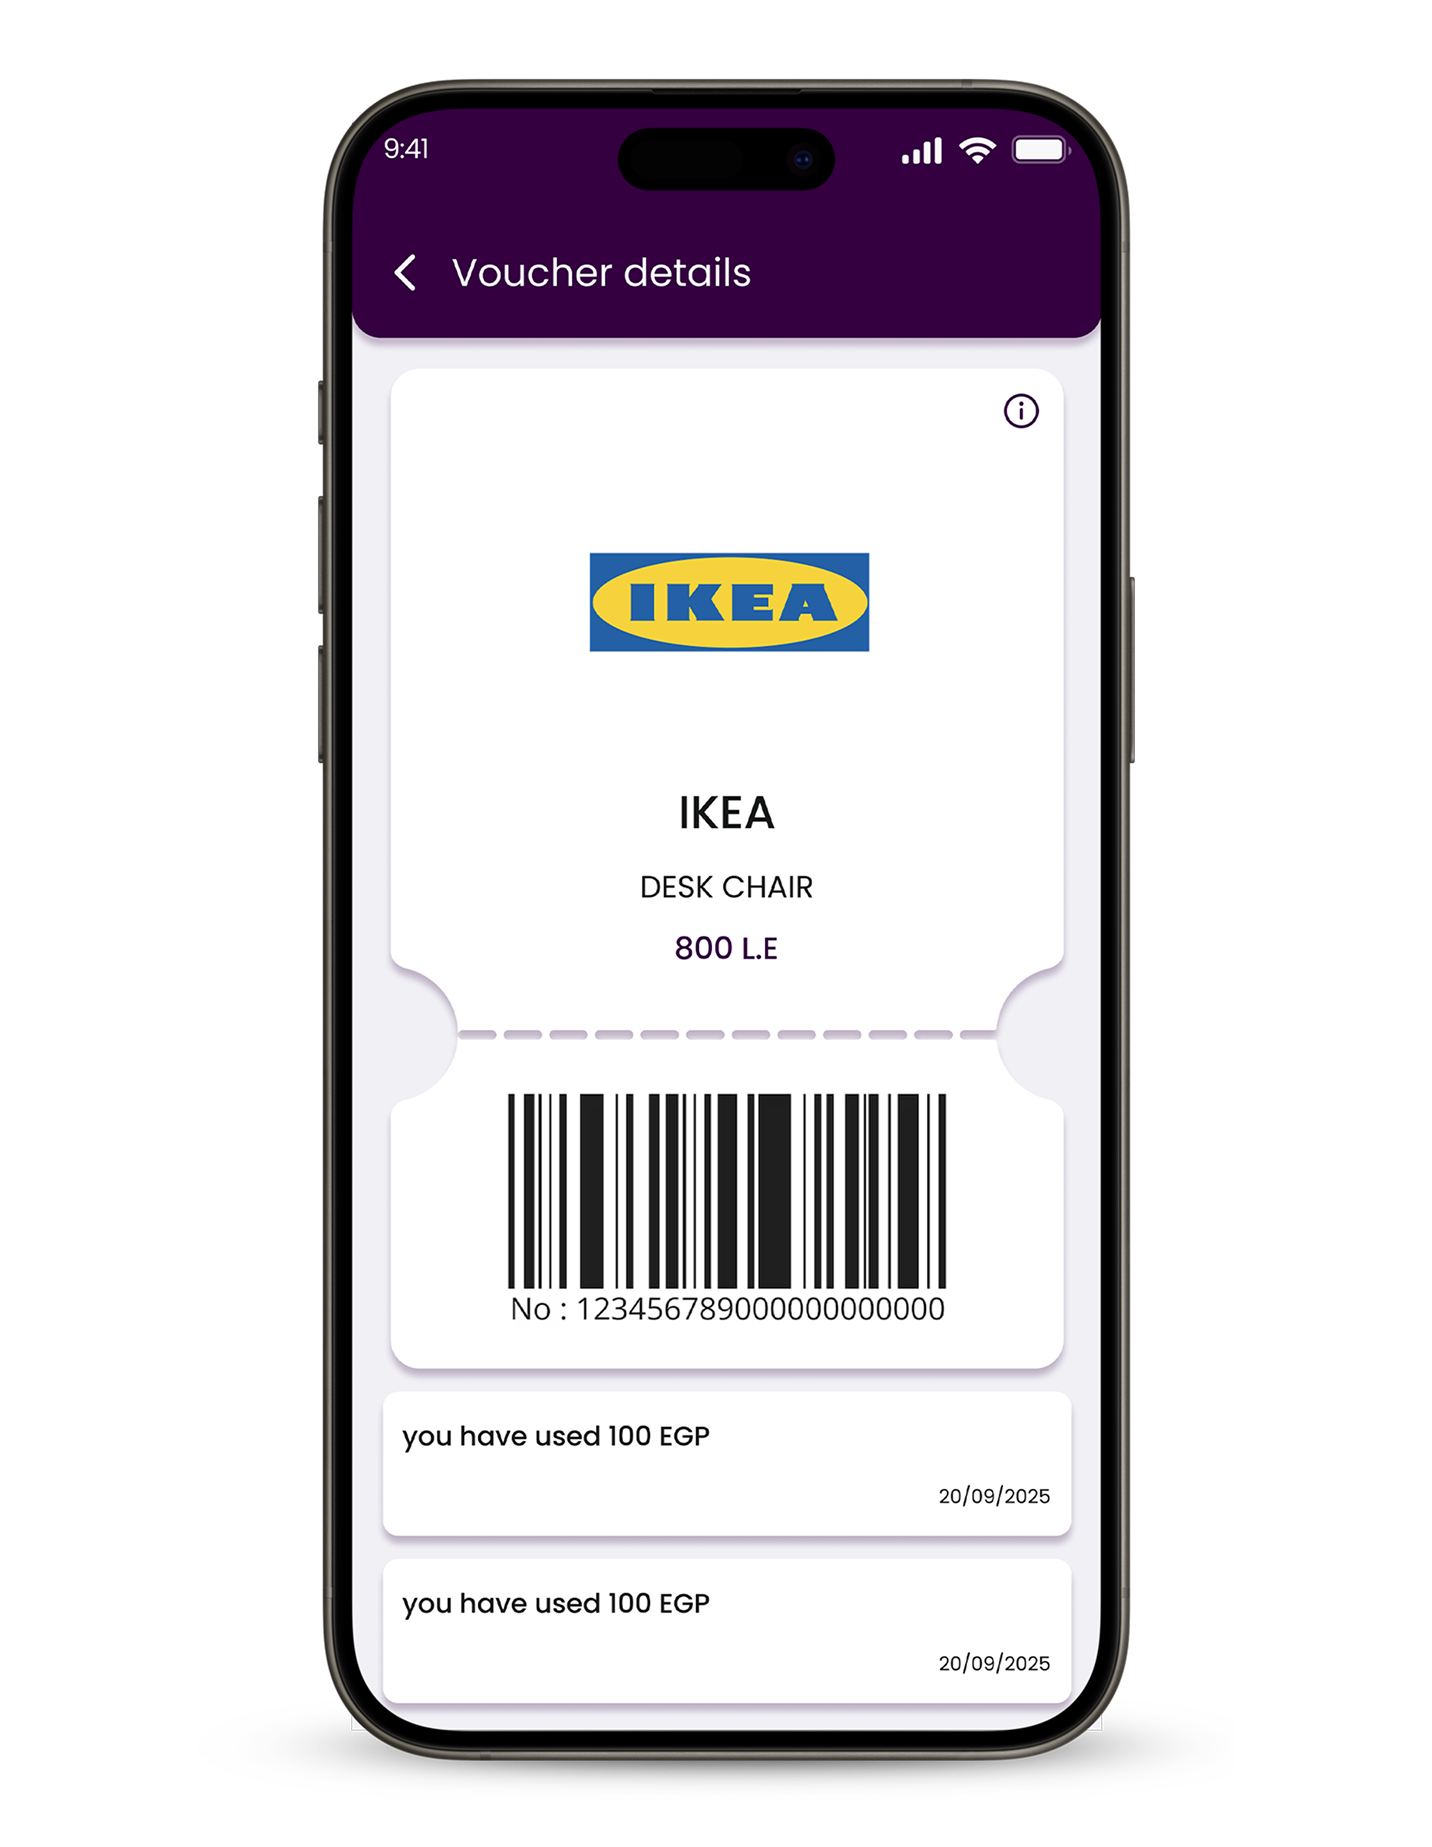 9:41
Voucher details
IKEA
IKEA
DESK CHAIR
800 L.E
No : 123456789000000000000
you have used 100 EGP
20/09/2025
you have used 100 EGP
20/09/2025